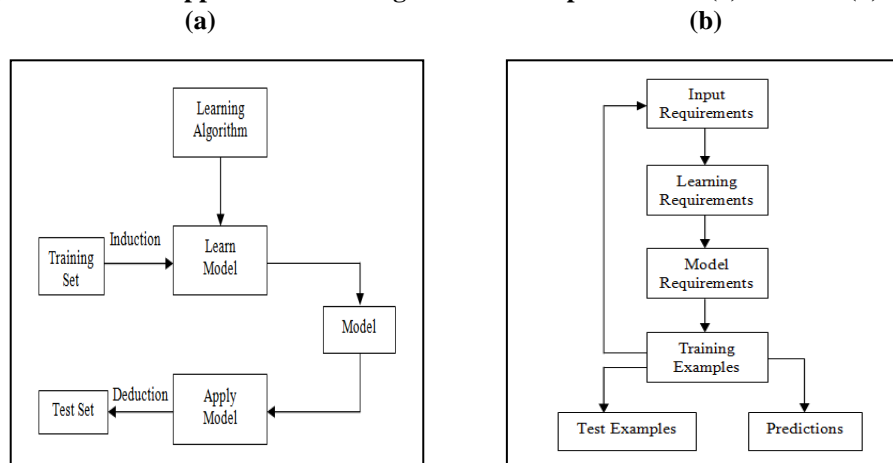 (a)
(b)
Learning
Algorithm
Induction
Training
Set
Learn
Model
Model
Deduction
Test Set
Apply
Model
Input
Requirements
Learning
Requirements
Model
Requirements
Training
Examples
Test Examples
Predictions